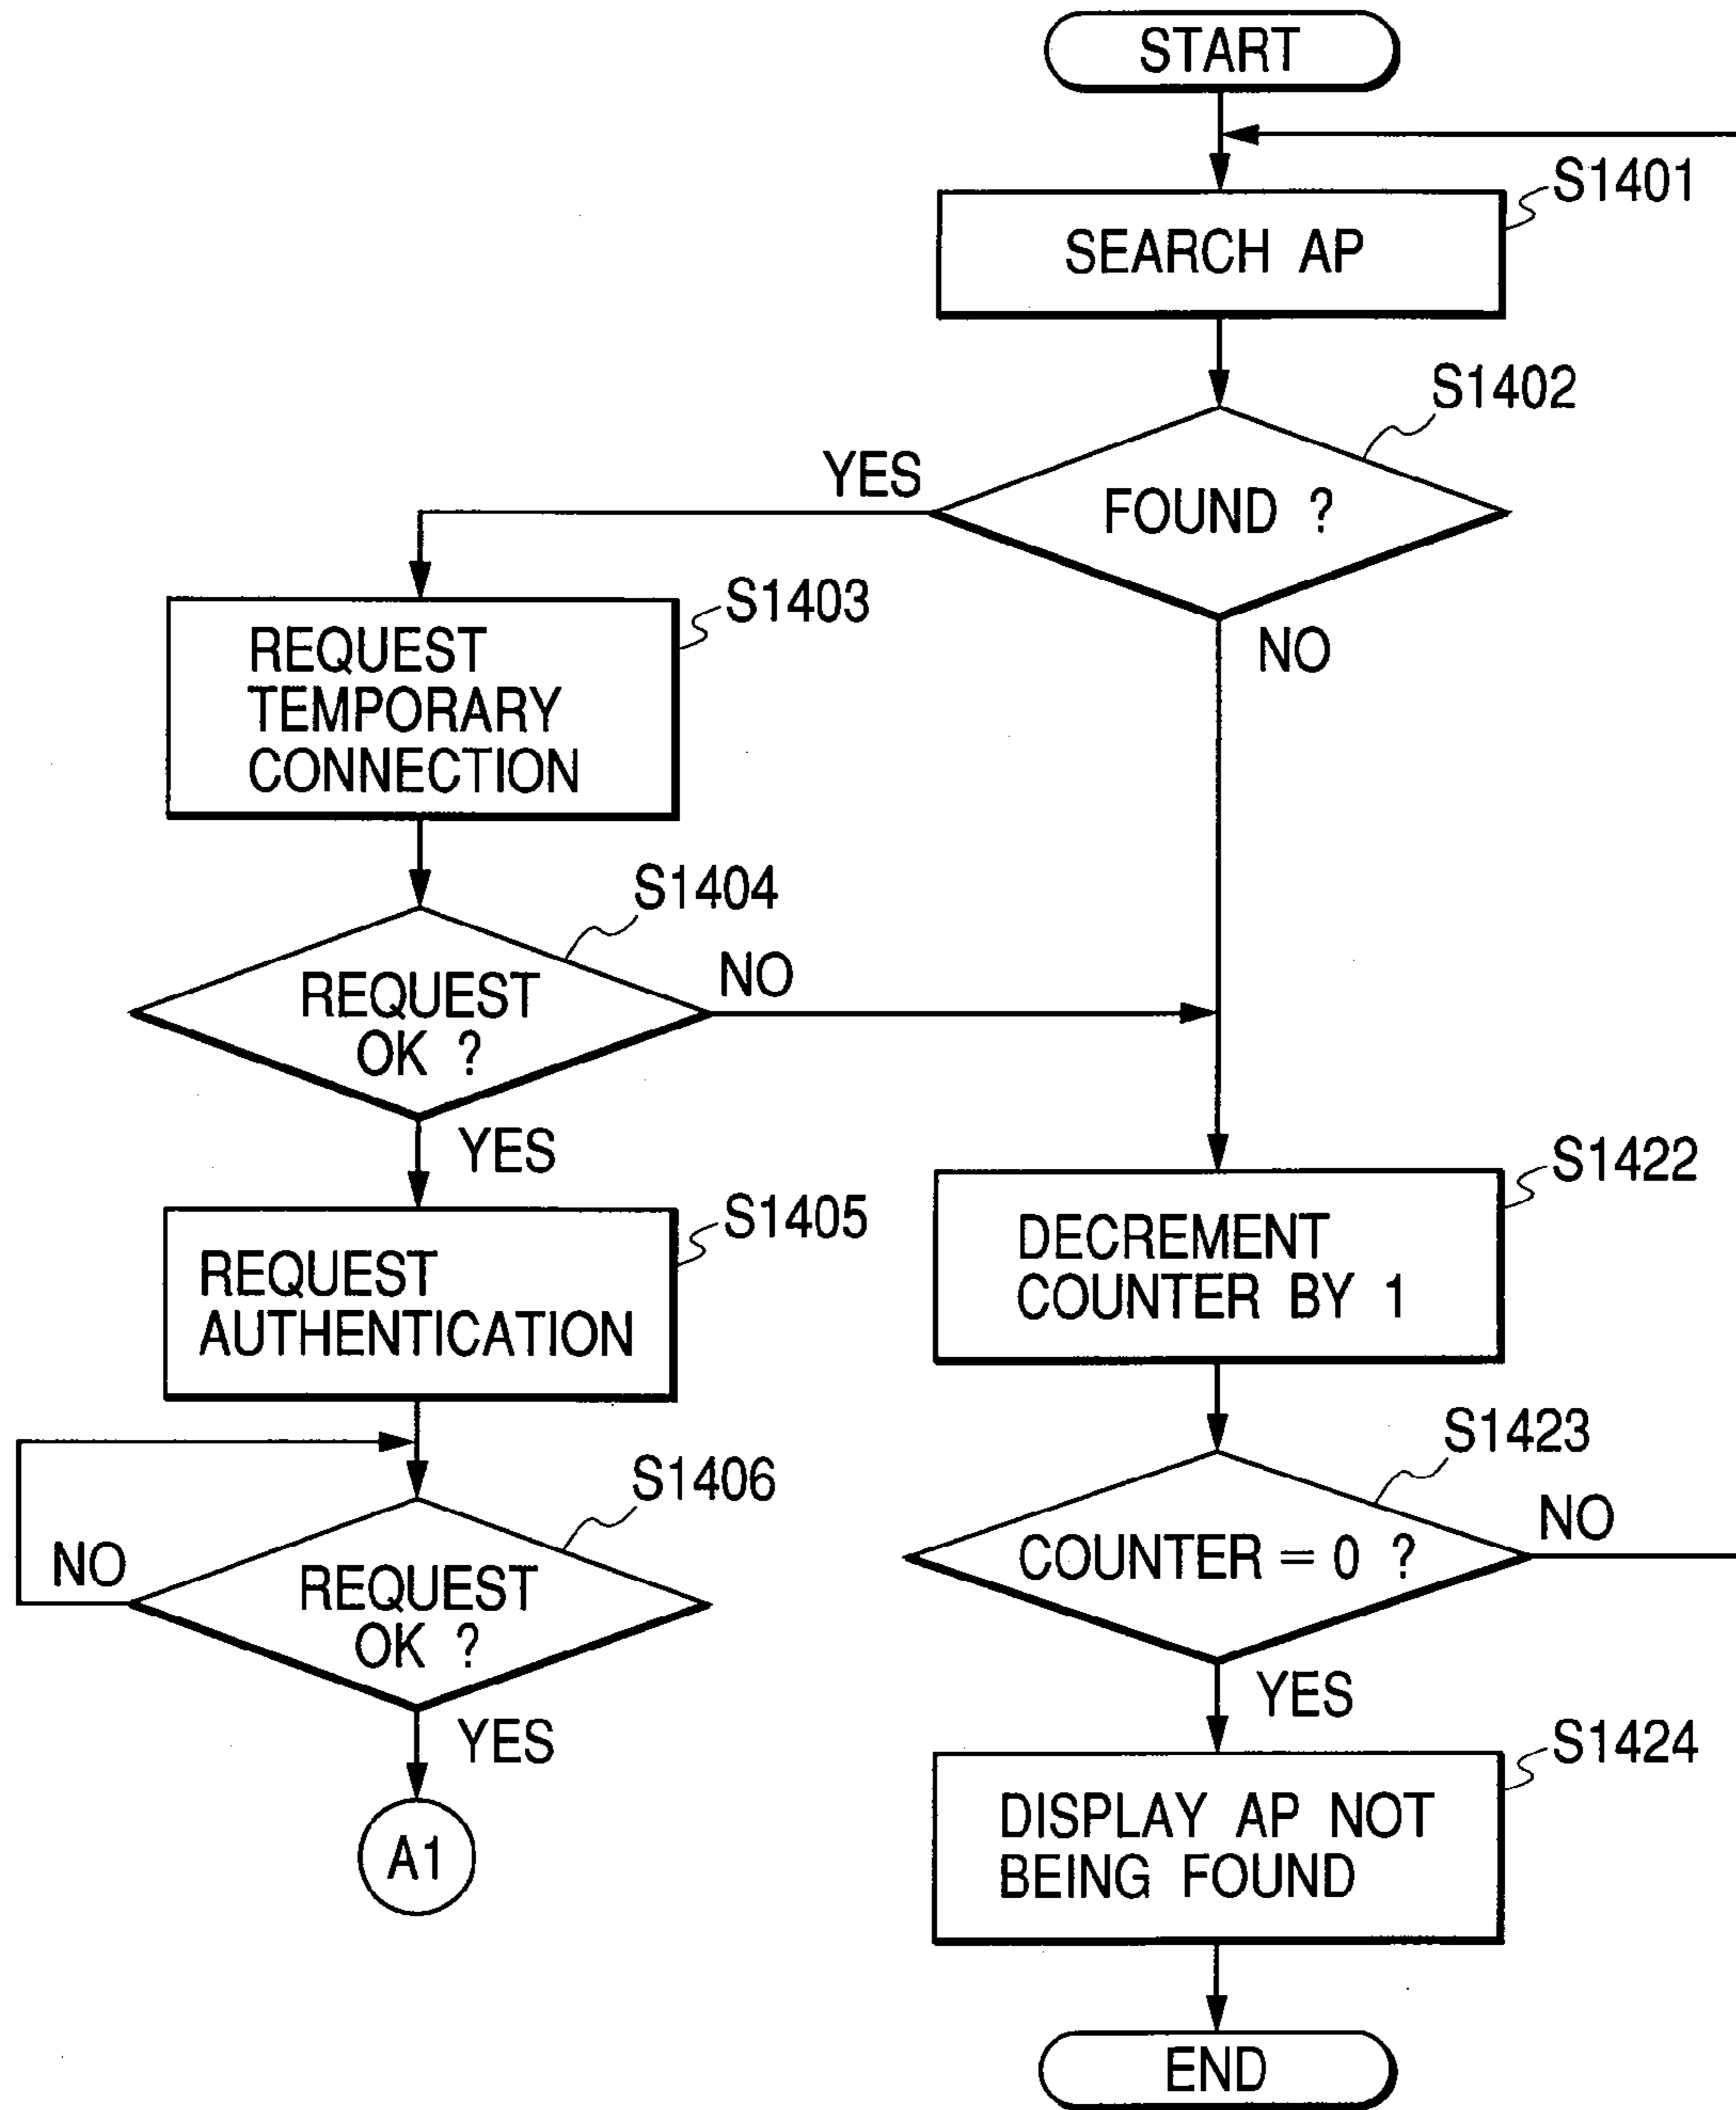 START
S1401
SEARCH AP
S1402
YES
FOUND ?
NO
S1403
REQUEST
TEMPORARY
CONNECTION
S1404
REQUEST
OK ?
NO
YES
S1405
REQUEST
AUTHENTICATION
S1406
NO
REQUEST
OK ?
YES
A1
S1422
DECREMENT
COUNTER BY 1
S1423
COUNTER = 0 ?
NO
YES
S1424
DISPLAY AP NOT
BEING FOUND
END